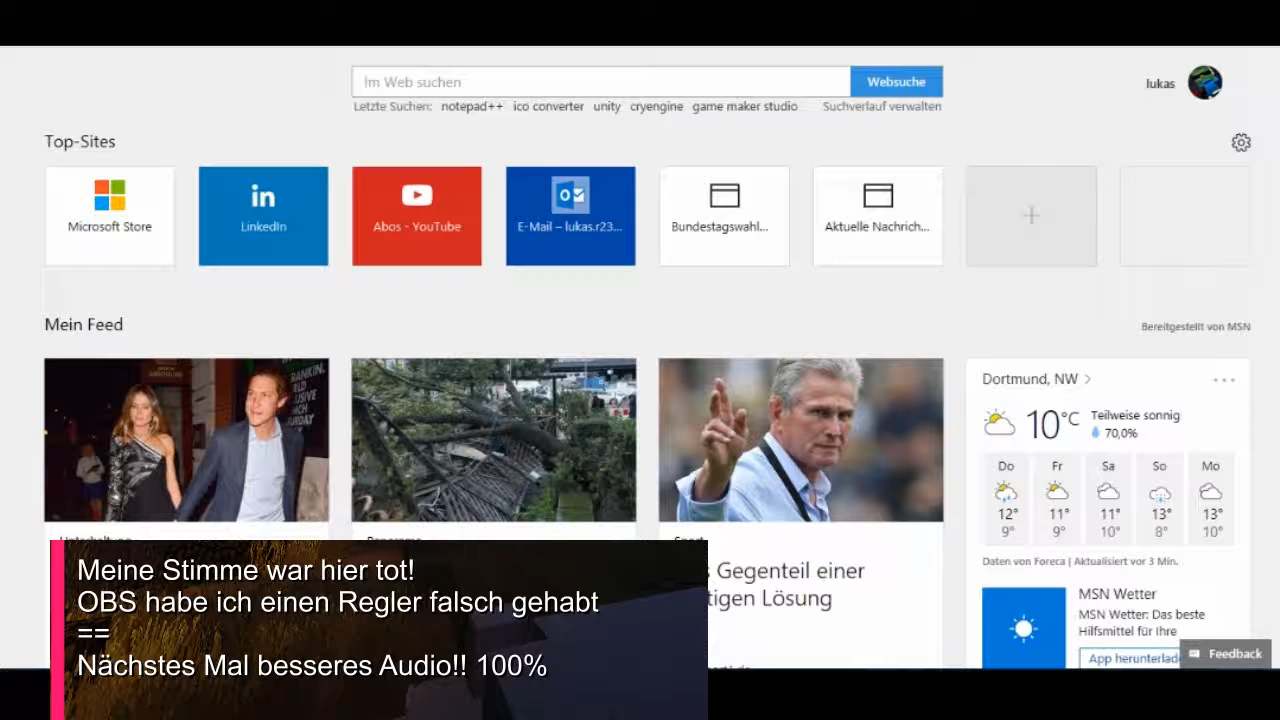 Im Web suchen
Websuche
lukas
Letzte Suchen: notepad++ ico converter unity cryengine game maker studio Suchverlauf verwalten
Top-Sites
Microsoft Store
LinkedIn
Abos - YouTube
E-Mail – lukas.r23...
Bundestagswahl...
Aktuelle Nachrich...
Mein Feed
Bereitgestellt von MSN
Dortmund, NW
10°C
Teilweise sonnig
70,0%
Do Fr Sa So Mo
12° 11° 11° 13° 13°
9° 9° 10° 8° 10°
Daten von Foreca | Aktualisiert vor 3 Min.
Gegenteil einer
tigen Lösung
MSN Wetter
MSN Wetter: Das beste
Hilfsmittel für Ihre
App herunterlade
Feedback
Meine Stimme war hier tot!
OBS habe ich einen Regler falsch gehabt
==
Nächstes Mal besseres Audio!! 100%